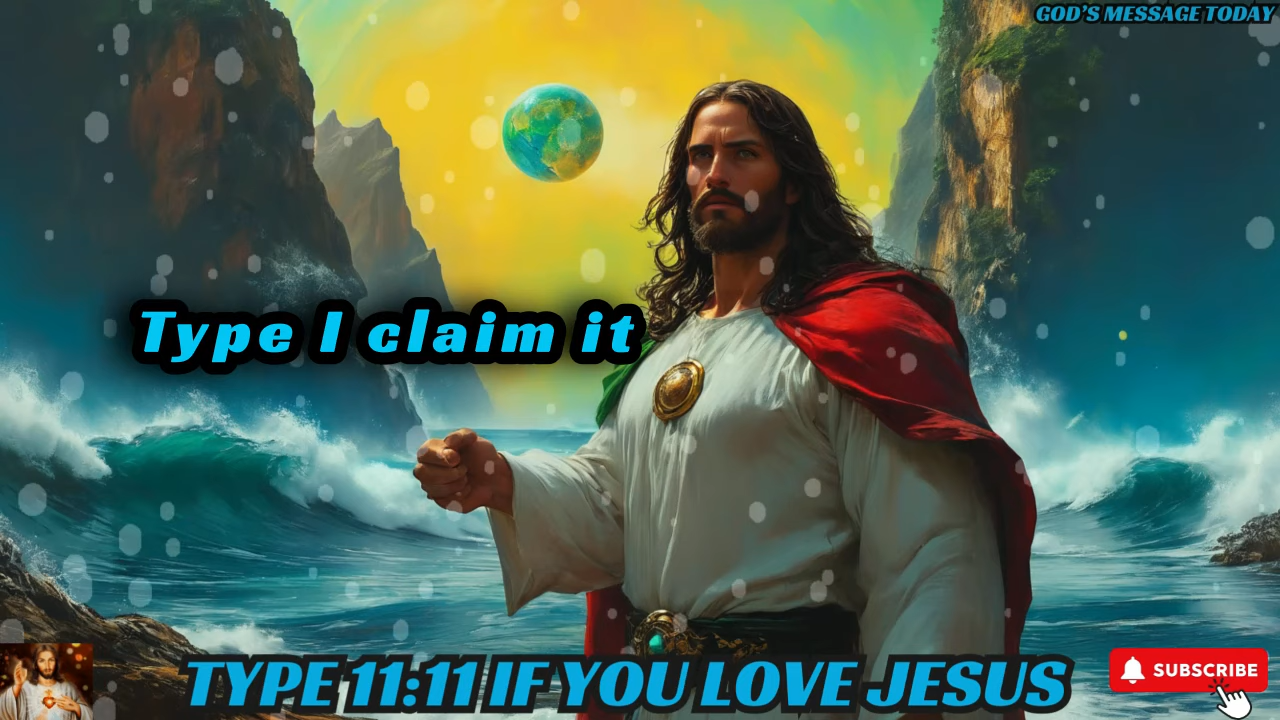 GOD'S MESSAGE TODAY
Type I claim it
TYPE 11:11 IF YOU LOVE JESUS
SUBSCRIBE